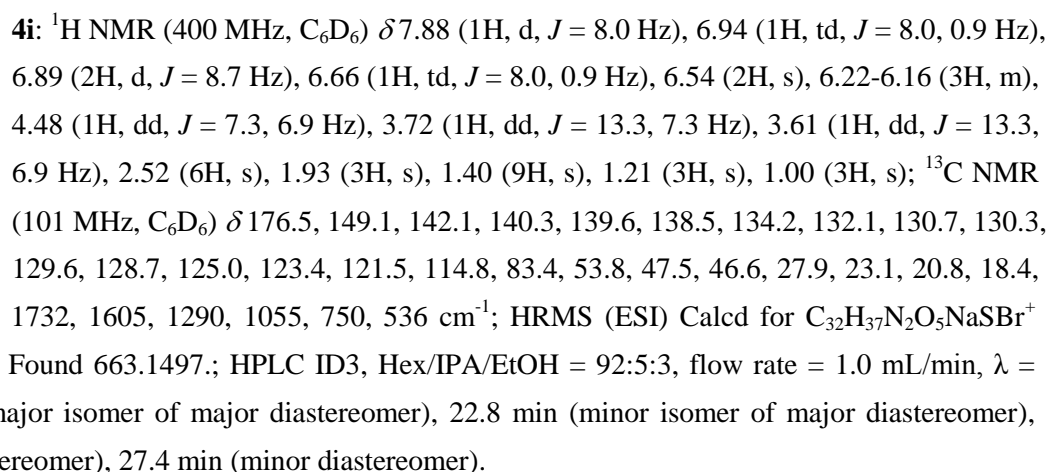 4i: ¹H NMR (400 MHz, C₆D₆) δ 7.88 (1H, d, J = 8.0 Hz), 6.94 (1H, td, J = 8.0, 0.9 Hz),
6.89 (2H, d, J = 8.7 Hz), 6.66 (1H, td, J = 8.0, 0.9 Hz), 6.54 (2H, s), 6.22-6.16 (3H, m),
4.48 (1H, dd, J = 7.3, 6.9 Hz), 3.72 (1H, dd, J = 13.3, 7.3 Hz), 3.61 (1H, dd, J = 13.3,
6.9 Hz), 2.52 (6H, s), 1.93 (3H, s), 1.40 (9H, s), 1.21 (3H, s), 1.00 (3H, s); ¹³C NMR
(101 MHz, C₆D₆) δ 176.5, 149.1, 142.1, 140.3, 139.6, 138.5, 134.2, 132.1, 130.7, 130.3,
129.6, 128.7, 125.0, 123.4, 121.5, 114.8, 83.4, 53.8, 47.5, 46.6, 27.9, 23.1, 20.8, 18.4,
1732, 1605, 1290, 1055, 750, 536 cm⁻¹; HRMS (ESI) Calcd for C₃₂H₃₇N₂O₅NaSBr⁺
Found 663.1497.; HPLC ID3, Hex/IPA/EtOH = 92:5:3, flow rate = 1.0 mL/min, λ =
major isomer of major diastereomer), 22.8 min (minor isomer of major diastereomer),
ereomer), 27.4 min (minor diastereomer).